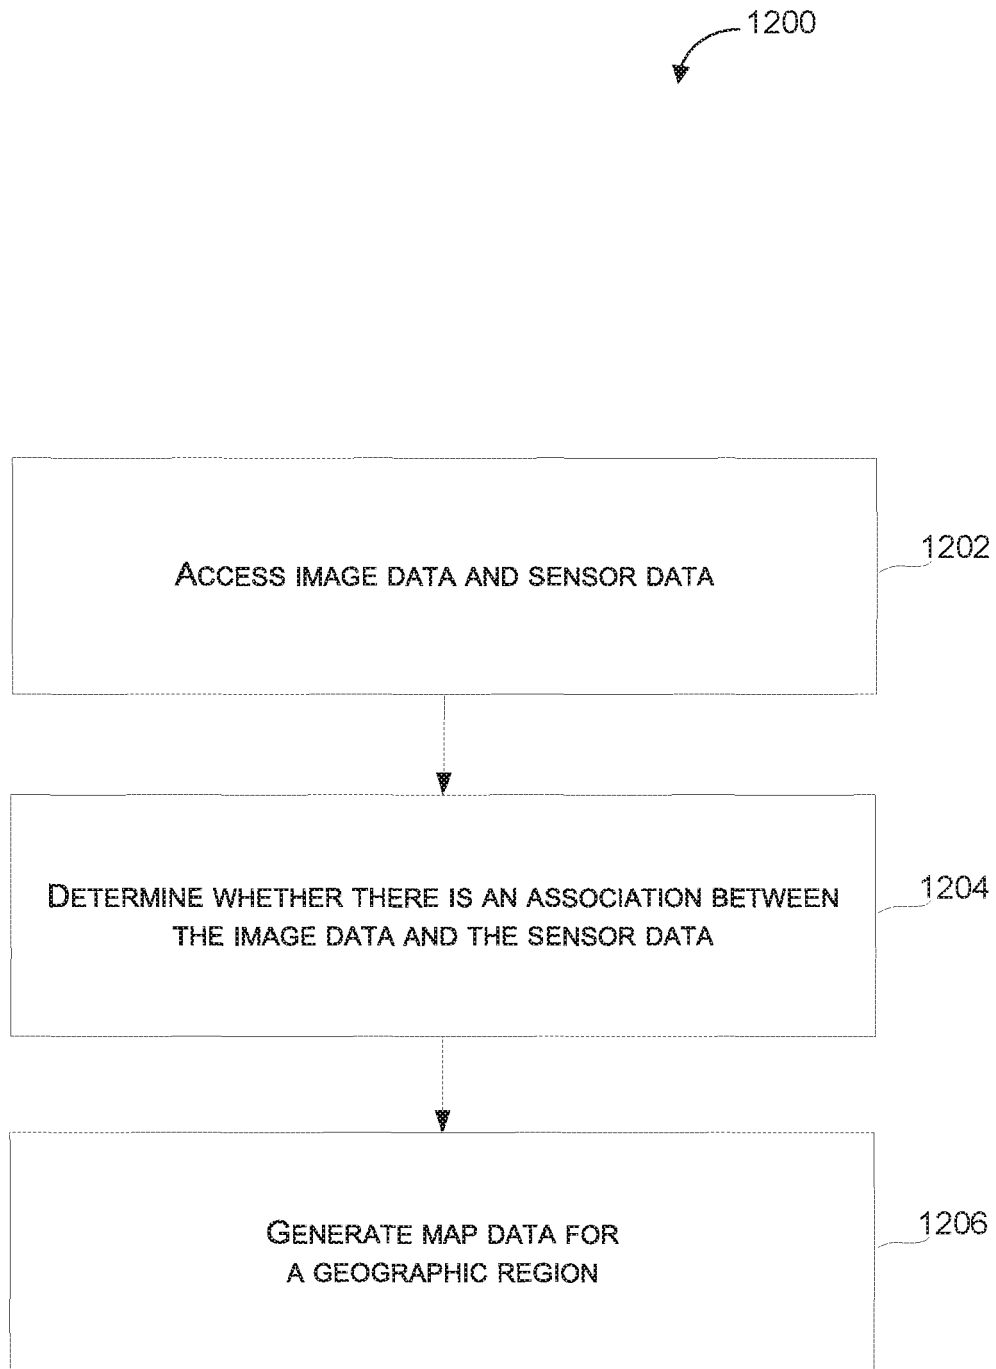 1200
ACCESS IMAGE DATA AND SENSOR DATA
1202
DETERMINE WHETHER THERE IS AN ASSOCIATION BETWEEN
THE IMAGE DATA AND THE SENSOR DATA
1204
GENERATE MAP DATA FOR
A GEOGRAPHIC REGION
1206